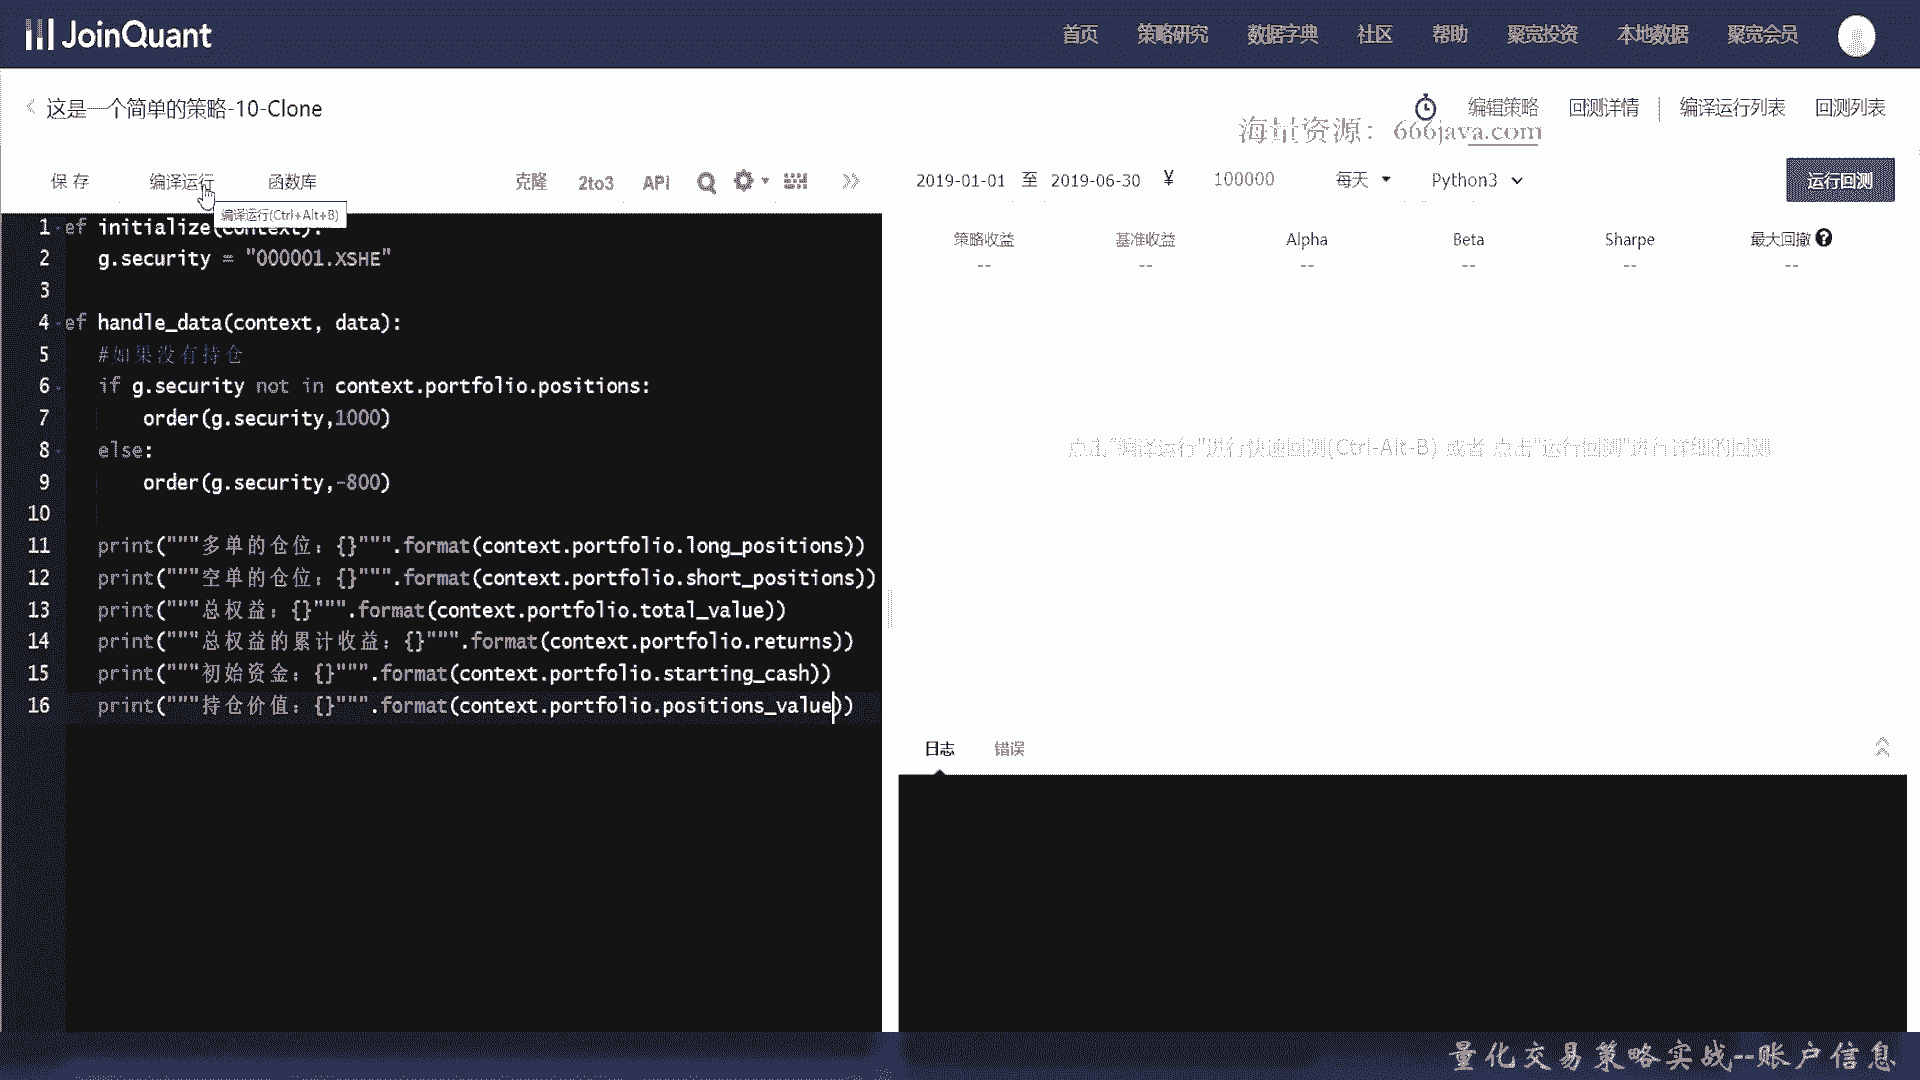 JoinQuant 首页 策略研究 数据字典 社区 帮助 聚宽投资 本地数据 聚宽会员
这是一个简单的策略-10-Clone 编辑策略 回测详情 编译运行列表 回测列表
海量资源：666java.com
保存 编译运行 函数库 克隆 2to3 API 2019-01-01 至 2019-06-30 ¥ 100000 每天 Python3 运行回测
编译运行(Ctrl+Alt+B)
1 ef initialize(context):
2 g.security = "000001.XSHE"
3
4 ef handle_data(context, data):
5 #如果没有持仓
6 if g.security not in context.portfolio.positions:
7 order(g.security,1000)
8 else:
9 order(g.security,-800)
10
11 print("""多单的仓位：{}""".format(context.portfolio.long_positions))
12 print("""空单的仓位：{}""".format(context.portfolio.short_positions))
13 print("""总权益：{}""".format(context.portfolio.total_value))
14 print("""总权益的累计收益：{}""".format(context.portfolio.returns))
15 print("""初始资金：{}""".format(context.portfolio.starting_cash))
16 print("""持仓价值：{}""".format(context.portfolio.positions_value))
策略收益 基准收益 Alpha Beta Sharpe 最大回撤
-- -- -- -- -- --
点击"编译运行"进行快速回测(Ctrl-Alt-B) 或者 点击"运行回测"进行详细的回测
日志 错误
量化交易策略实战--账户信息